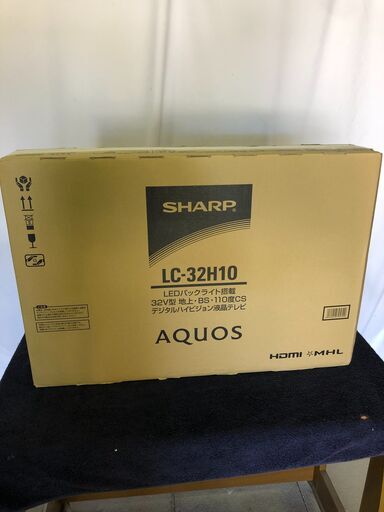 SHARP
LC-32H10
LEDバックライト搭載
32V型 地上・BS・110度CS
デジタルハイビジョン液晶テレビ
AQUOS
HDMI MHL